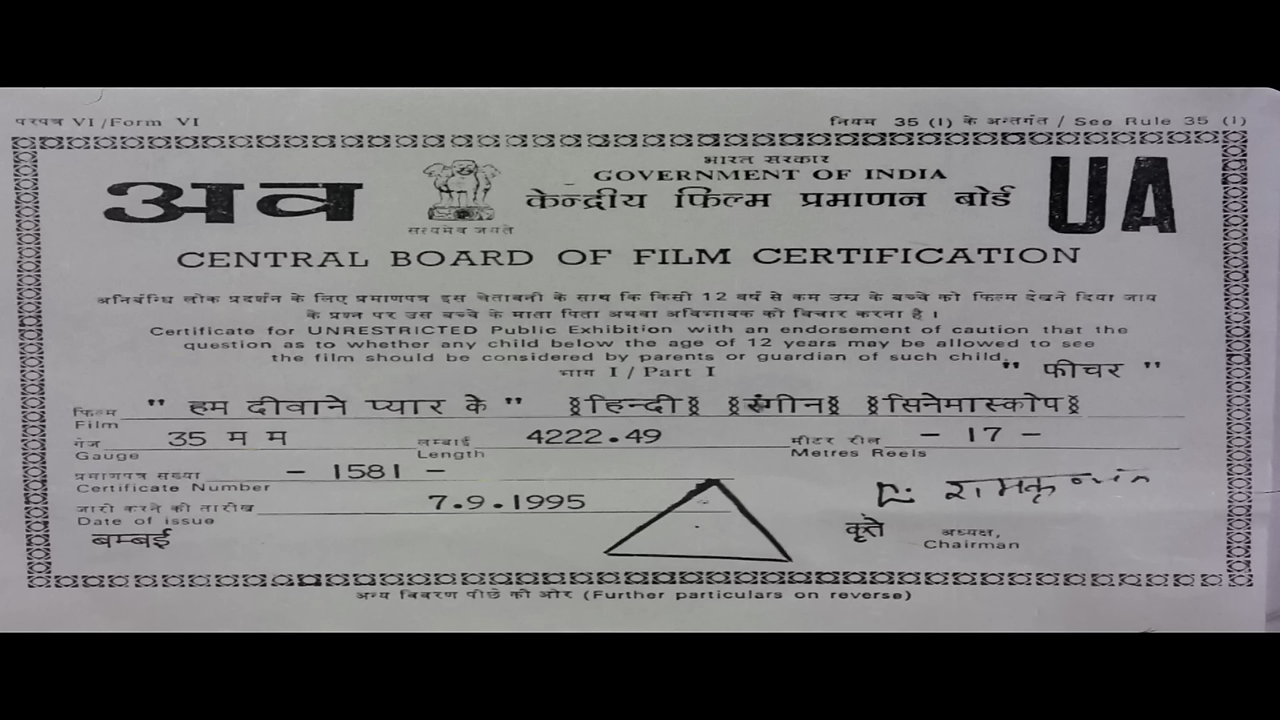 परपत्र VI/Form VI
नियम 35 (I) के अन्तर्गत / See Rule 35 (I)
अव
सत्यमेव जयते
भारत सरकार
GOVERNMENT OF INDIA
केन्द्रीय फिल्म प्रमाणन बोर्ड
UA
CENTRAL BOARD OF FILM CERTIFICATION
अनिबंन्धि लोक प्रदर्शन के लिए प्रमाणपत्र इस चेतावनी के साथ कि किसी 12 वर्ष से कम उम्र के बच्चे को फिल्म देखने दिया जाय
के प्रश्न पर उस बच्चे के माता पिता अथवा अविभावक को विचार करना है ।
Certificate for UNRESTRICTED Public Exhibition with an endorsement of caution that the
question as to whether any child below the age of 12 years may be allowed to see
the film should be considered by parents or guardian of such child.
भाग I / Part I
" फीचर "
फिल्म " हम दीवाने प्यार के " हिन्दी रंगीन सिनेमास्कोप
Film
गेज 35 म म लम्बाई 4222.49 मीटर रील - 17 -
Gauge Length Metres Reels
प्रमाणपत्र संख्या - 1581 -
Certificate Number
जारी करने की तारीख 7.9.1995
Date of issue
बम्बई
कृते अध्यक्ष,
Chairman
अन्य विवरण पीछे की ओर (Further particulars on reverse)